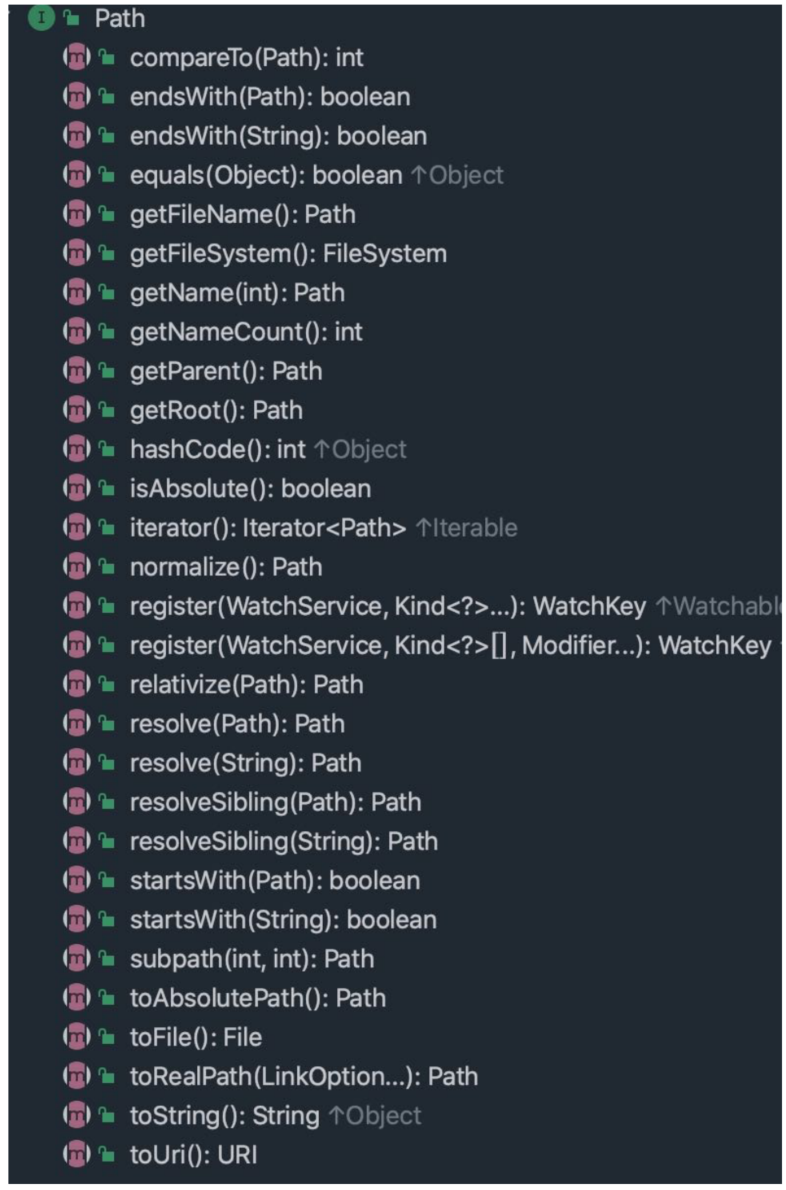 I Path
m compareTo(Path): int
m endsWith(Path): boolean
m endsWith(String): boolean
m equals(Object): boolean ↑Object
m getFileName(): Path
m getFileSystem(): FileSystem
m getName(int): Path
m getNameCount(): int
m getParent(): Path
m getRoot(): Path
m hashCode(): int ↑Object
m isAbsolute(): boolean
m iterator(): Iterator<Path> ↑Iterable
m normalize(): Path
m register(WatchService, Kind<?>...): WatchKey ↑Watchabl
m register(WatchService, Kind<?>[], Modifier...): WatchKey
m relativize(Path): Path
m resolve(Path): Path
m resolve(String): Path
m resolveSibling(Path): Path
m resolveSibling(String): Path
m startsWith(Path): boolean
m startsWith(String): boolean
m subpath(int, int): Path
m toAbsolutePath(): Path
m toFile(): File
m toRealPath(LinkOption...): Path
m toString(): String ↑Object
m toUri(): URI